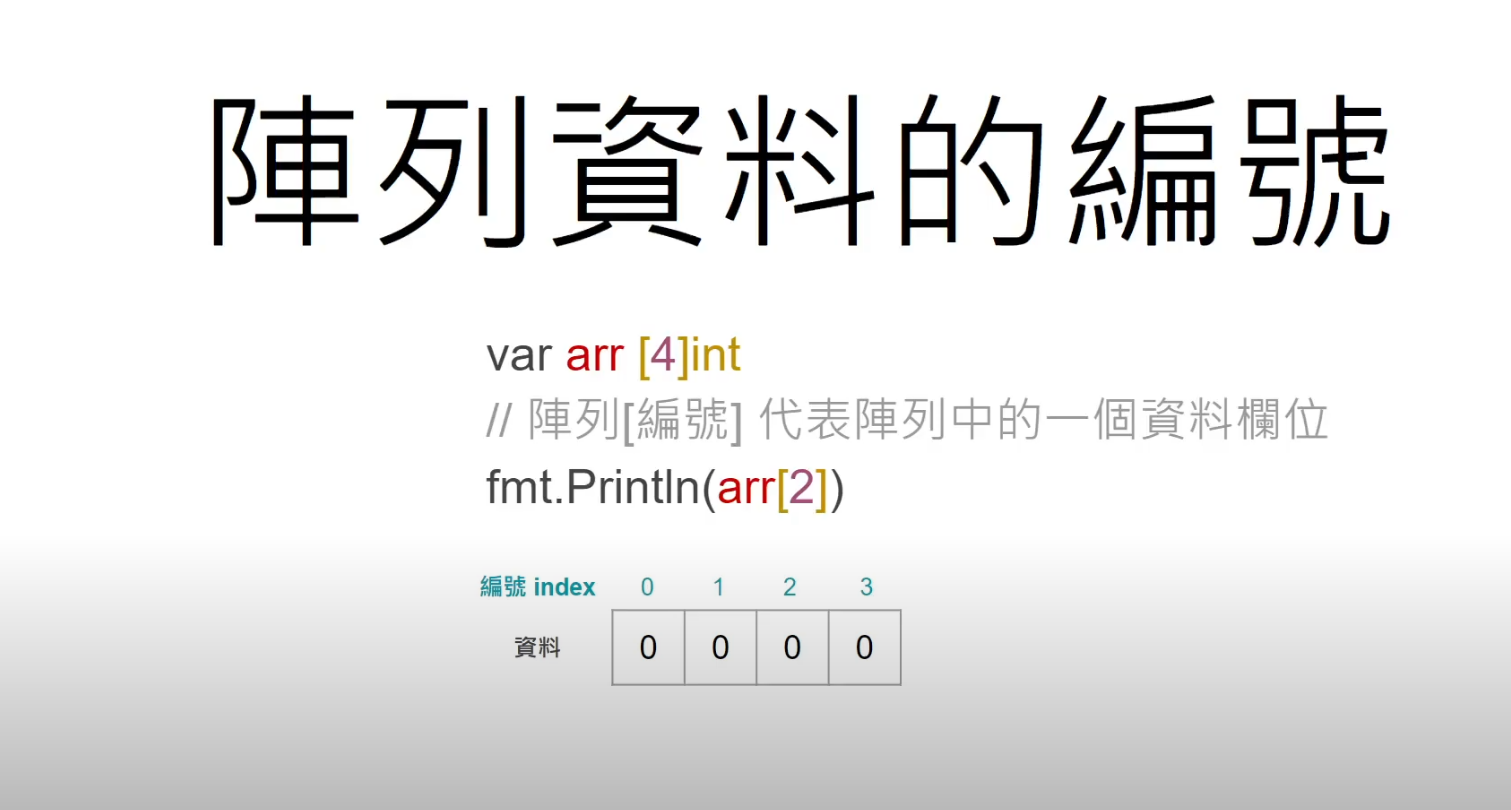 陣列資料的編號
var arr [4]int
// 陣列[編號] 代表陣列中的一個資料欄位
fmt.Println(arr[2])
編號 index 0 1 2 3
資料 0 0 0 0